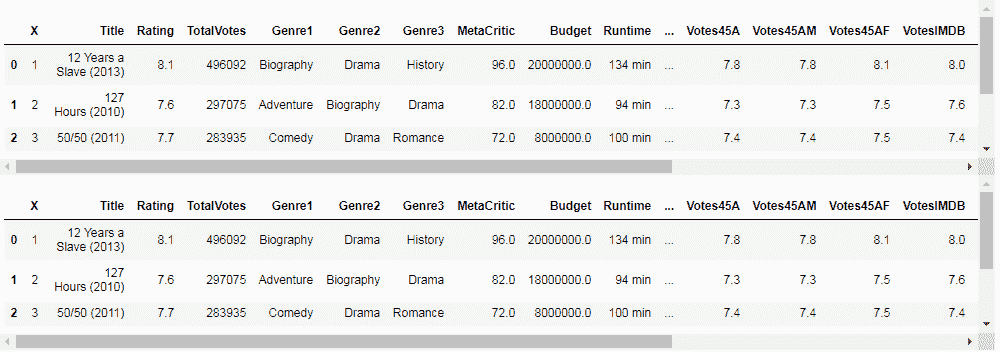 X Title Rating TotalVotes Genre1 Genre2 Genre3 MetaCritic Budget Runtime ... Votes45A Votes45AM Votes45AF VotesIMDB
0 1 12 Years a Slave (2013) 8.1 496092 Biography Drama History 96.0 20000000.0 134 min ... 7.8 7.8 8.1 8.0
1 2 127 Hours (2010) 7.6 297075 Adventure Biography Drama 82.0 18000000.0 94 min ... 7.3 7.3 7.5 7.6
2 3 50/50 (2011) 7.7 283935 Comedy Drama Romance 72.0 8000000.0 100 min ... 7.4 7.4 7.5 7.4
X Title Rating TotalVotes Genre1 Genre2 Genre3 MetaCritic Budget Runtime ... Votes45A Votes45AM Votes45AF VotesIMDB
0 1 12 Years a Slave (2013) 8.1 496092 Biography Drama History 96.0 20000000.0 134 min ... 7.8 7.8 8.1 8.0
1 2 127 Hours (2010) 7.6 297075 Adventure Biography Drama 82.0 18000000.0 94 min ... 7.3 7.3 7.5 7.6
2 3 50/50 (2011) 7.7 283935 Comedy Drama Romance 72.0 8000000.0 100 min ... 7.4 7.4 7.5 7.4